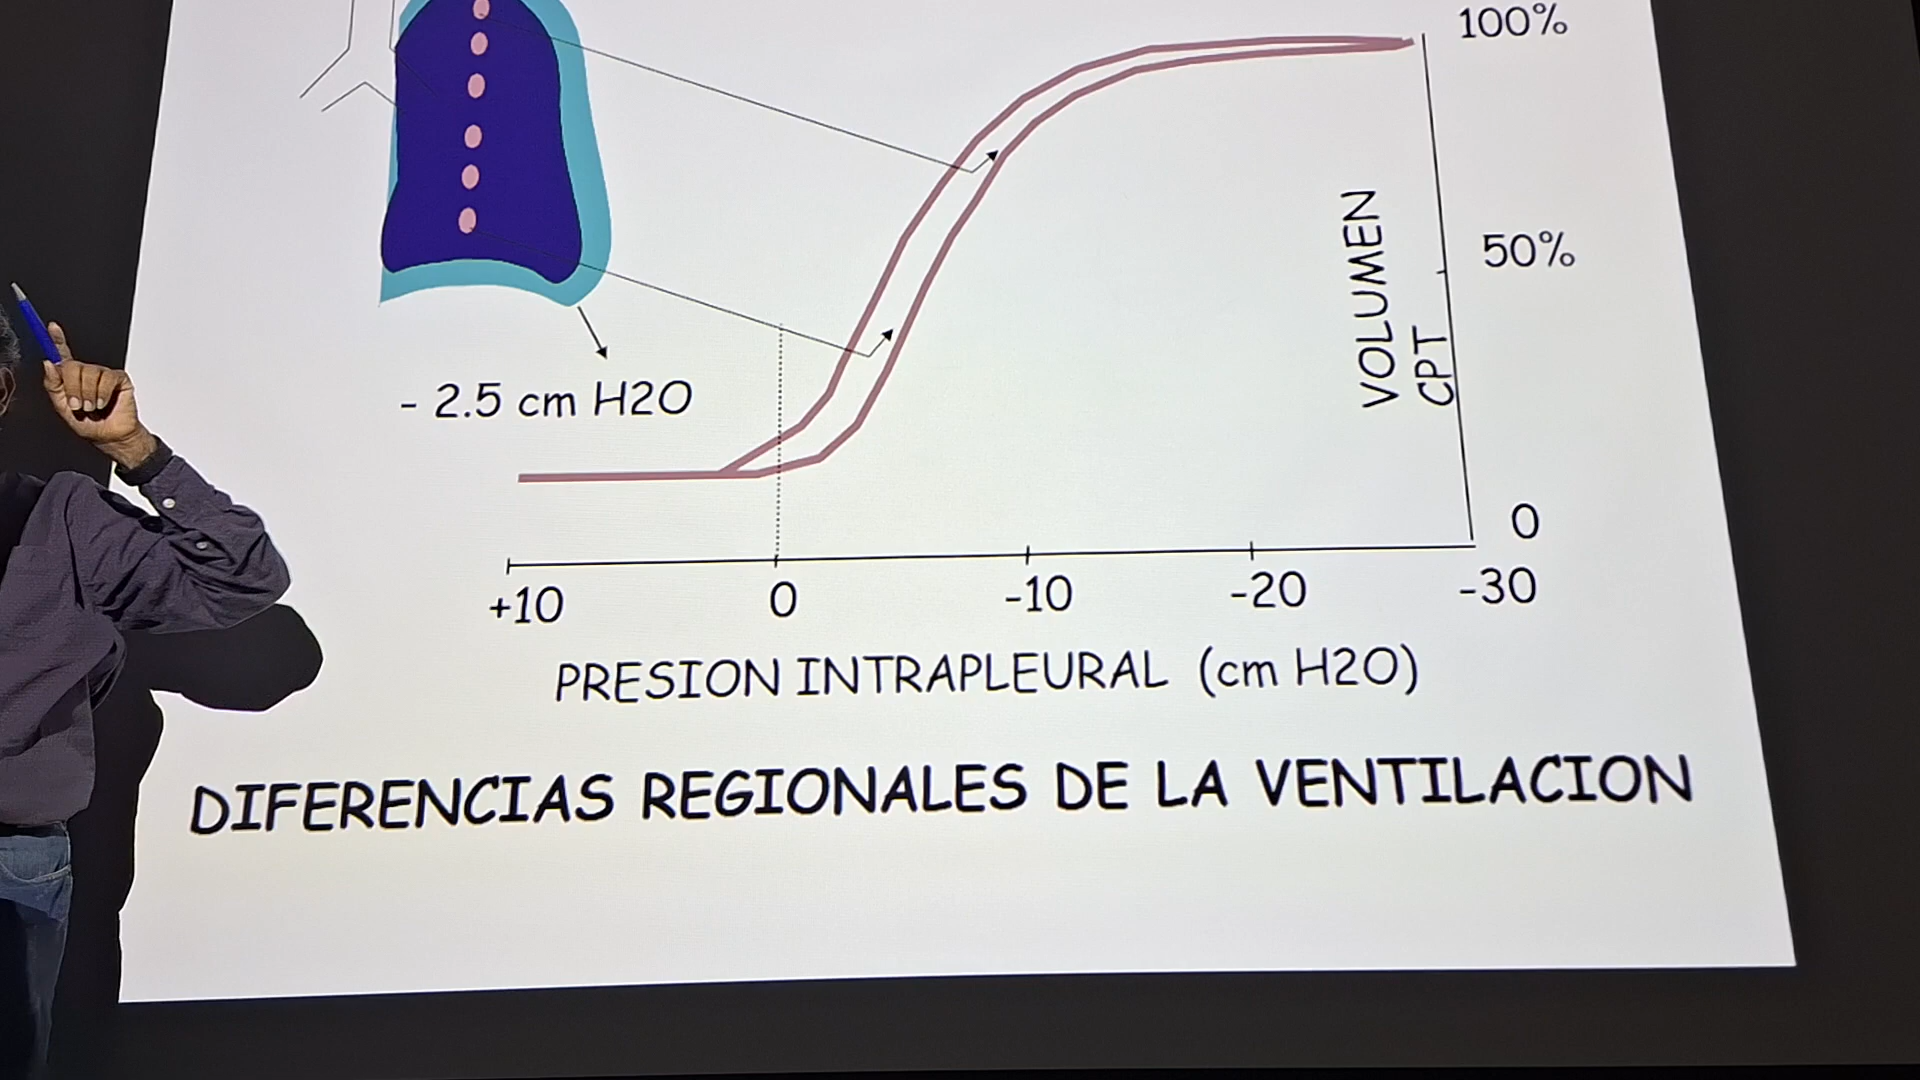 100%
50%
VOLUMEN
CPT
- 2.5 cm H2O
0
+10 0 -10 -20 -30
PRESION INTRAPLEURAL (cm H2O)
DIFERENCIAS REGIONALES DE LA VENTILACION